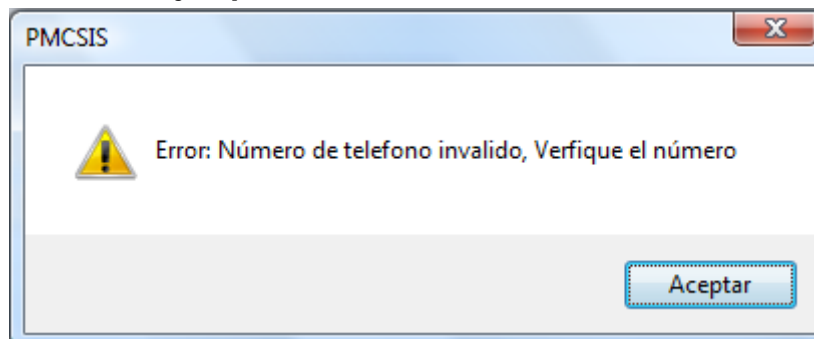 PMCSIS
Error: Número de telefono invalido, Verfique el número
Aceptar